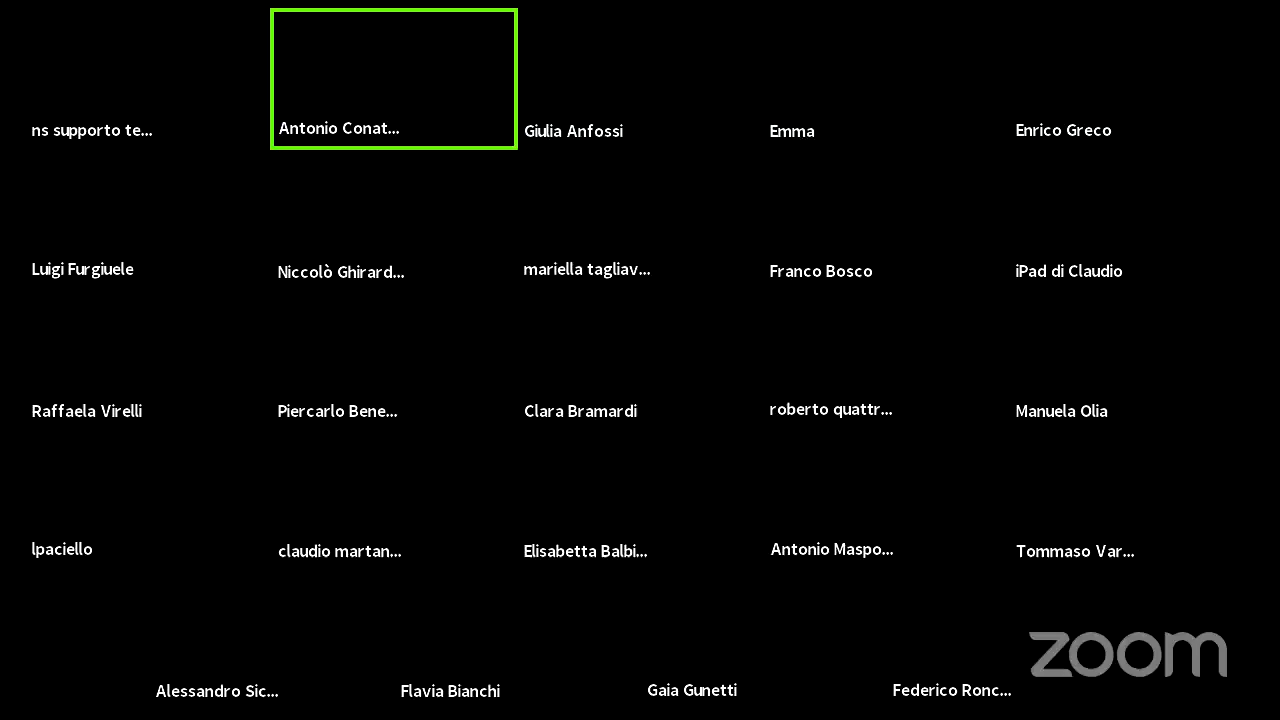 ns supporto te...
Antonio Conat...
Giulia Anfossi
Emma
Enrico Greco
Luigi Furgiuele
Niccolò Ghirard...
mariella tagliav...
Franco Bosco
iPad di Claudio
Raffaela Virelli
Piercarlo Bene...
Clara Bramardi
roberto quattr...
Manuela Olia
lpaciello
claudio martan...
Elisabetta Balbi...
Antonio Maspo...
Tommaso Var...
Alessandro Sic...
Flavia Bianchi
Gaia Gunetti
Federico Ronc...
zoom